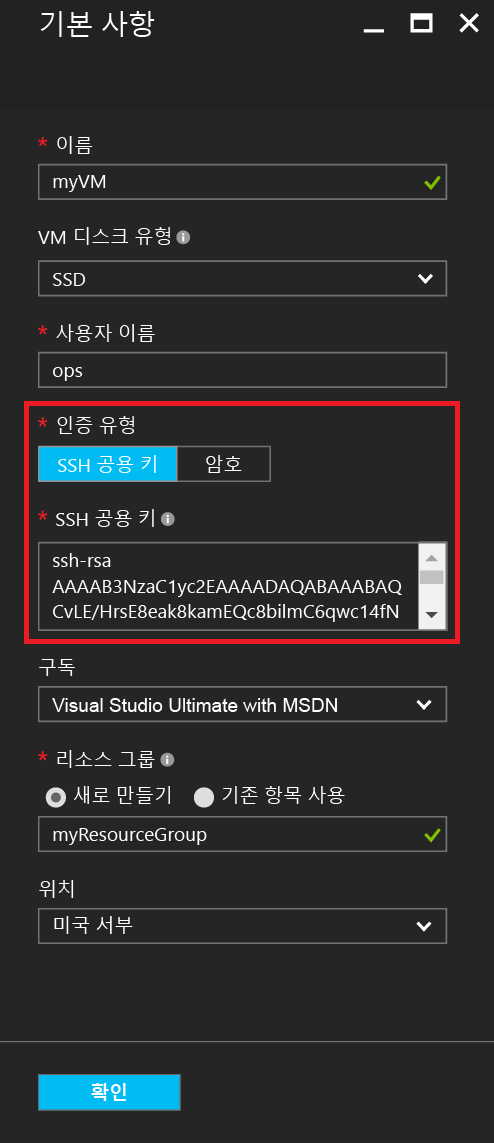 기본 사항
* 이름
myVM
VM 디스크 유형
SSD
* 사용자 이름
ops
* 인증 유형
SSH 공용 키 암호
* SSH 공용 키
ssh-rsa
AAAAB3NzaC1yc2EAAAADAQABAAABAQ
CvLE/HrsE8eak8kamEQc8bilmC6qwc14fN
구독
Visual Studio Ultimate with MSDN
* 리소스 그룹
새로 만들기 기존 항목 사용
myResourceGroup
위치
미국 서부
확인